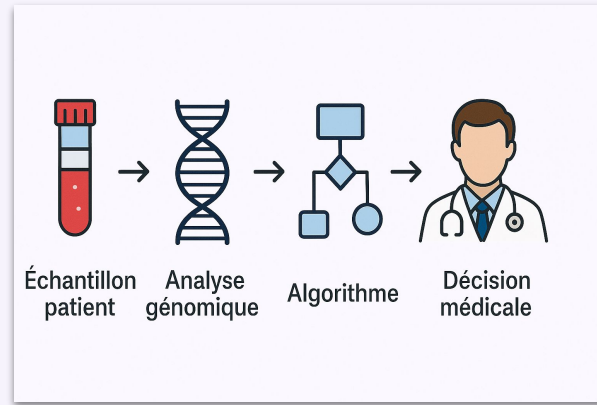 Échantillon
patient
Analyse
génomique
Algorithme
Décision
médicale